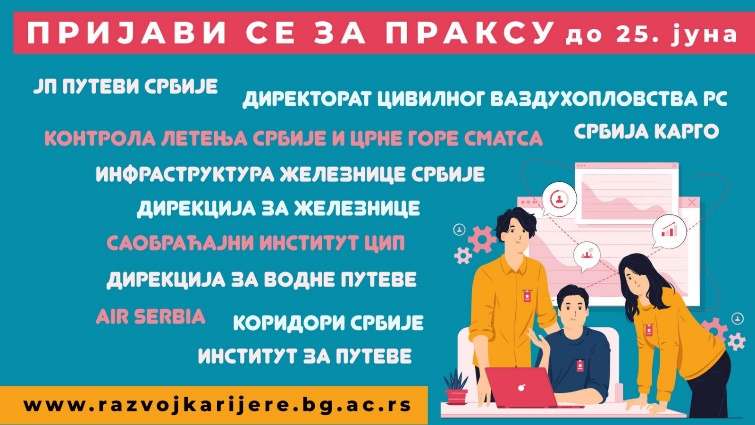 ПРИЈАВИ СЕ ЗА ПРАКСУ до 25. јуна
ЈП ПУТЕВИ СРБИЈЕ
ДИРЕКТОРАТ ЦИВИЛНОГ ВАЗДУХОПЛОВСТВА РС
СРБИЈА КАРГО
КОНТРОЛА ЛЕТЕЊА СРБИЈЕ И ЦРНЕ ГОРЕ СМАТСА
ИНФРАСТРУКТУРА ЖЕЛЕЗНИЦЕ СРБИЈЕ
ДИРЕКЦИЈА ЗА ЖЕЛЕЗНИЦЕ
САОБРАЋАЈНИ ИНСТИТУТ ЦИП
ДИРЕКЦИЈА ЗА ВОДНЕ ПУТЕВЕ
AIR SERBIA
КОРИДОРИ СРБИЈЕ
ИНСТИТУТ ЗА ПУТЕВЕ
www.razvojkarijere.bg.ac.rs